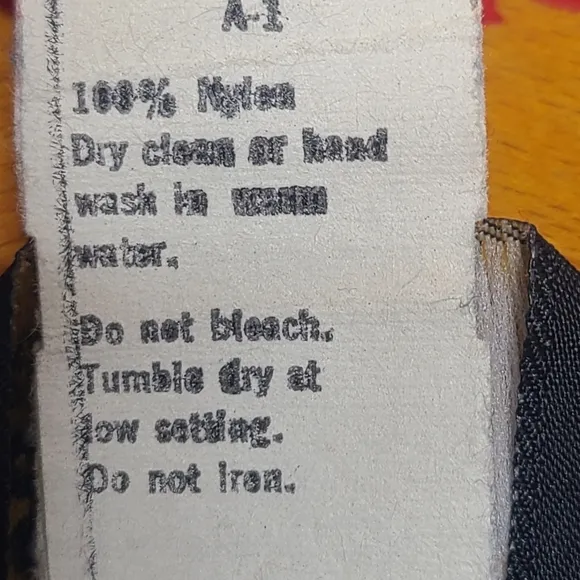 A-1
100% Nylon
Dry clean or hand
wash in warm
water.
Do not bleach.
Tumble dry at
low setting.
Do not iron.